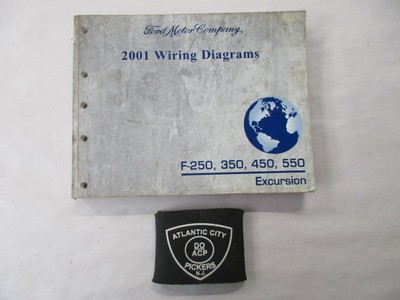 Ford Motor Company,
2001 Wiring Diagrams
F-250, 350, 450, 550
Excursion
ATLANTIC CITY
DO
ACP
PICKERS
N.J.